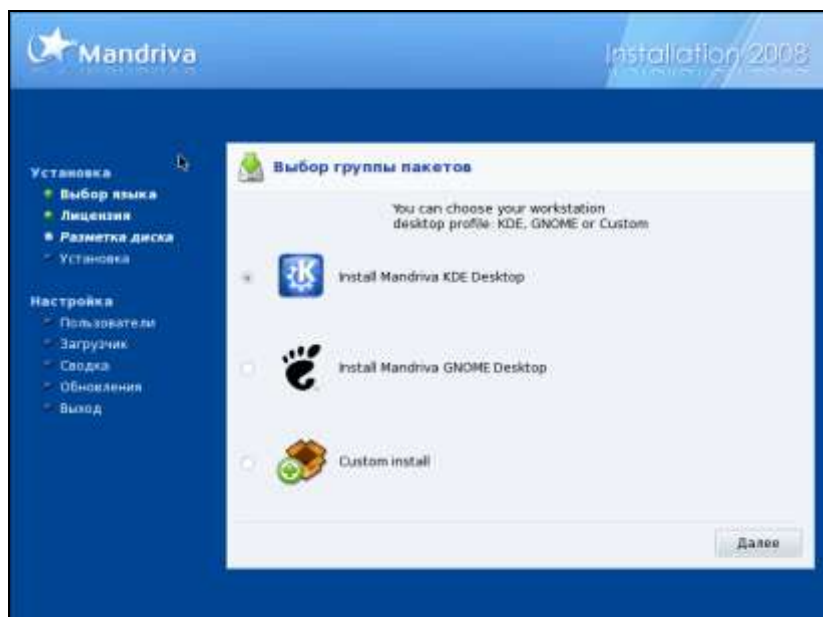 Mandriva
Installation 2008
Установка
Выбор языка
Лицензия
Разметка диска
Установка
Настройка
Пользователи
Загрузчик
Сводка
Обновления
Выход
Выбор группы пакетов
You can choose your workstation
desktop profile: KDE, GNOME or Custom
Install Mandriva KDE Desktop
Install Mandriva GNOME Desktop
Custom install
Далее